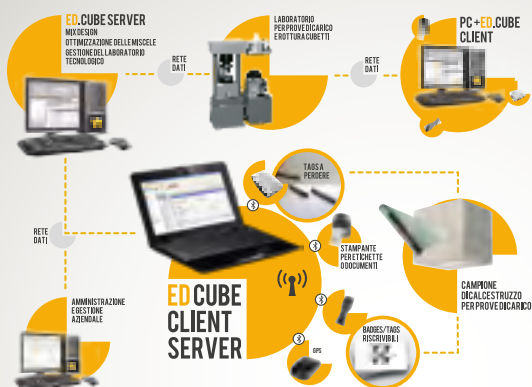 ED.CUBE SERVER
MIX DESIGN
OTTIMIZZAZIONE DELLE MISCELE
GESTIONE DEL LABORATORIO
TECNOLOGICO
RETE
DATI
LABORATORIO
PER PROVE DI CARICO
E ROTTURA CUBETTI
RETE
DATI
PC + ED.CUBE
CLIENT
TAGS A
PERDERE
RETE
DATI
STAMPANTE
PER ETICHETTE
O DOCUMENTI
ED CUBE
CLIENT
SERVER
CAMPIONE
DI CALCESTRUZZO
PER PROVE DI CARICO
AMMINISTRAZIONE
E GESTIONE
AZIENDALE
BADGES/TAGS
RISCRIVIBILI
GPS